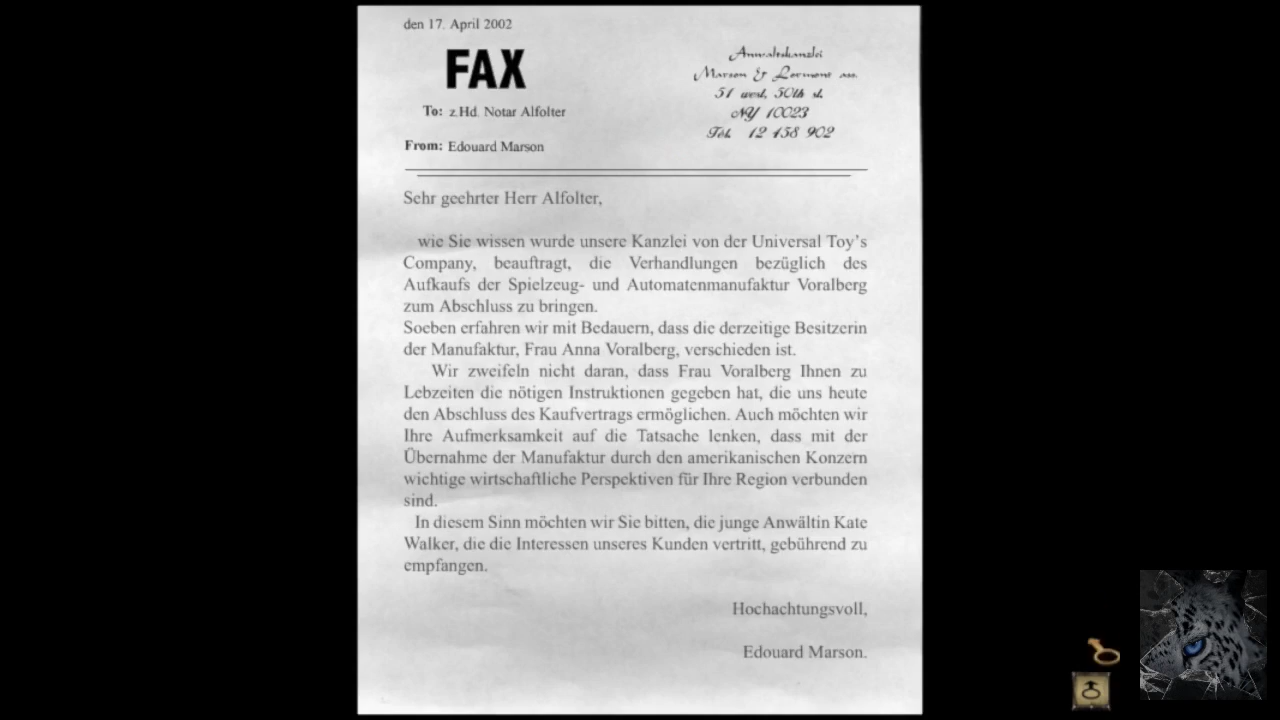 den 17. April 2002
FAX
To: z.Hd. Notar Alfolter
From: Edouard Marson
Anwaltskanzlei
Marson & Lormont ass.
51 west, 50th st.
NY 10023
Tél. 12 458 902
Sehr geehrter Herr Alfolter,
wie Sie wissen wurde unsere Kanzlei von der Universal Toy's
Company, beauftragt, die Verhandlungen bezüglich des
Aufkaufs der Spielzeug- und Automatenmanufaktur Voralberg
zum Abschluss zu bringen.
Soeben erfahren wir mit Bedauern, dass die derzeitige Besitzerin
der Manufaktur, Frau Anna Voralberg, verschieden ist.
Wir zweifeln nicht daran, dass Frau Voralberg Ihnen zu
Lebzeiten die nötigen Instruktionen gegeben hat, die uns heute
den Abschluss des Kaufvertrags ermöglichen. Auch möchten wir
Ihre Aufmerksamkeit auf die Tatsache lenken, dass mit der
Übernahme der Manufaktur durch den amerikanischen Konzern
wichtige wirtschaftliche Perspektiven für Ihre Region verbunden
sind.
In diesem Sinn möchten wir Sie bitten, die junge Anwältin Kate
Walker, die die Interessen unseres Kunden vertritt, gebührend zu
empfangen.
Hochachtungsvoll,
Edouard Marson.